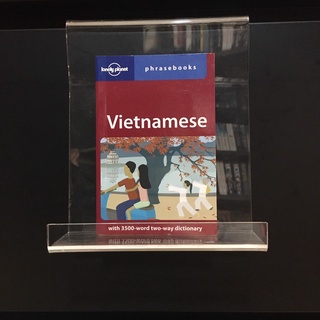 lonely planet
phrasebooks
Vietnamese
with 3500-word two-way dictionary